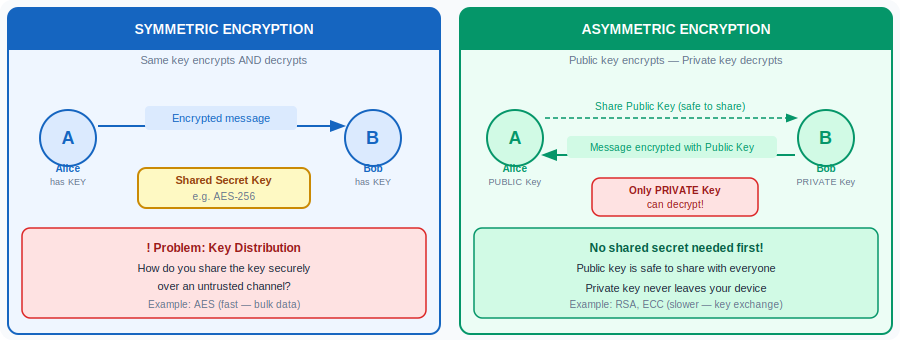 SYMMETRIC ENCRYPTION
Same key encrypts AND decrypts
Encrypted message
A
B
Alice
Bob
has KEY
has KEY
Shared Secret Key
e.g. AES-256
! Problem: Key Distribution
How do you share the key securely
over an untrusted channel?
Example: AES (fast — bulk data)
ASYMMETRIC ENCRYPTION
Public key encrypts — Private key decrypts
Share Public Key (safe to share)
A
B
Message encrypted with Public Key
Alice
Bob
PUBLIC Key
PRIVATE Key
Only PRIVATE Key
can decrypt!
No shared secret needed first!
Public key is safe to share with everyone
Private key never leaves your device
Example: RSA, ECC (slower — key exchange)